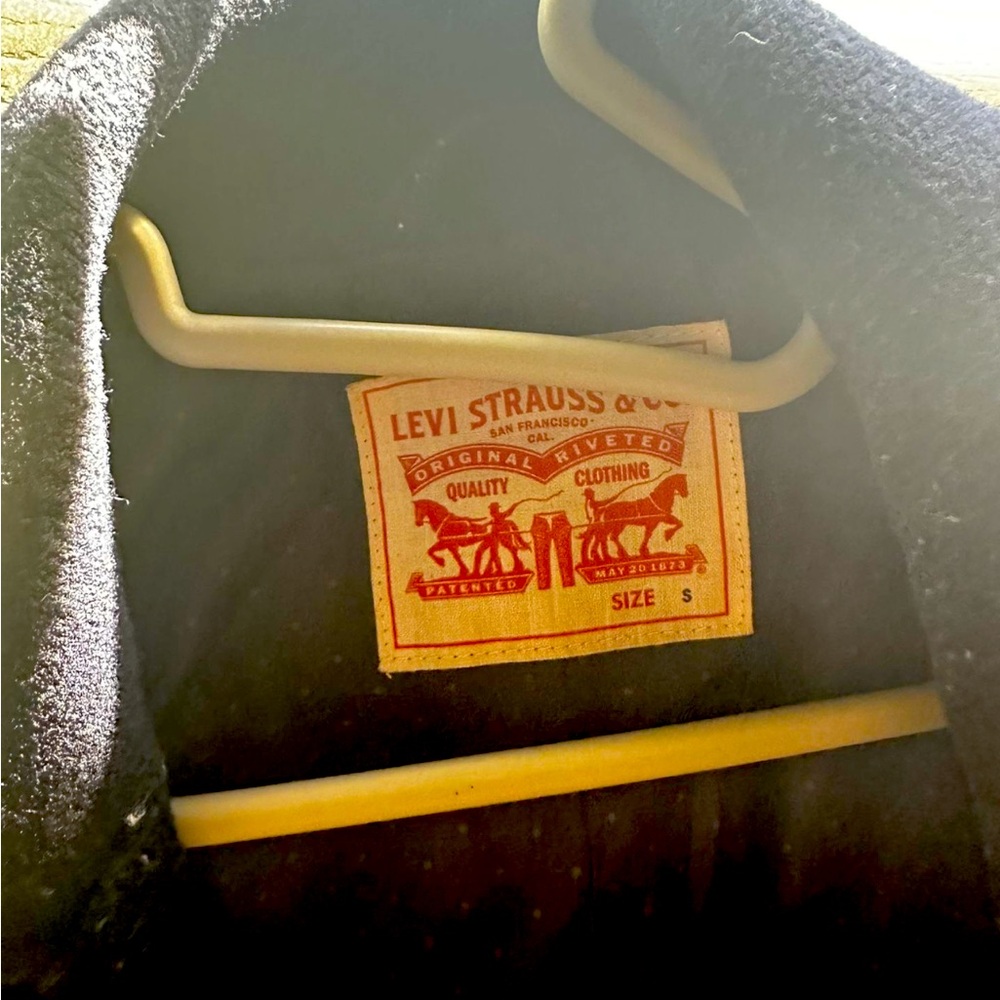 LEVI STRAUSS & CO
SAN FRANCISCO
CAL.
ORIGINAL RIVETED
QUALITY CLOTHING
PATENTED MAY 20 1873 ®
SIZE S